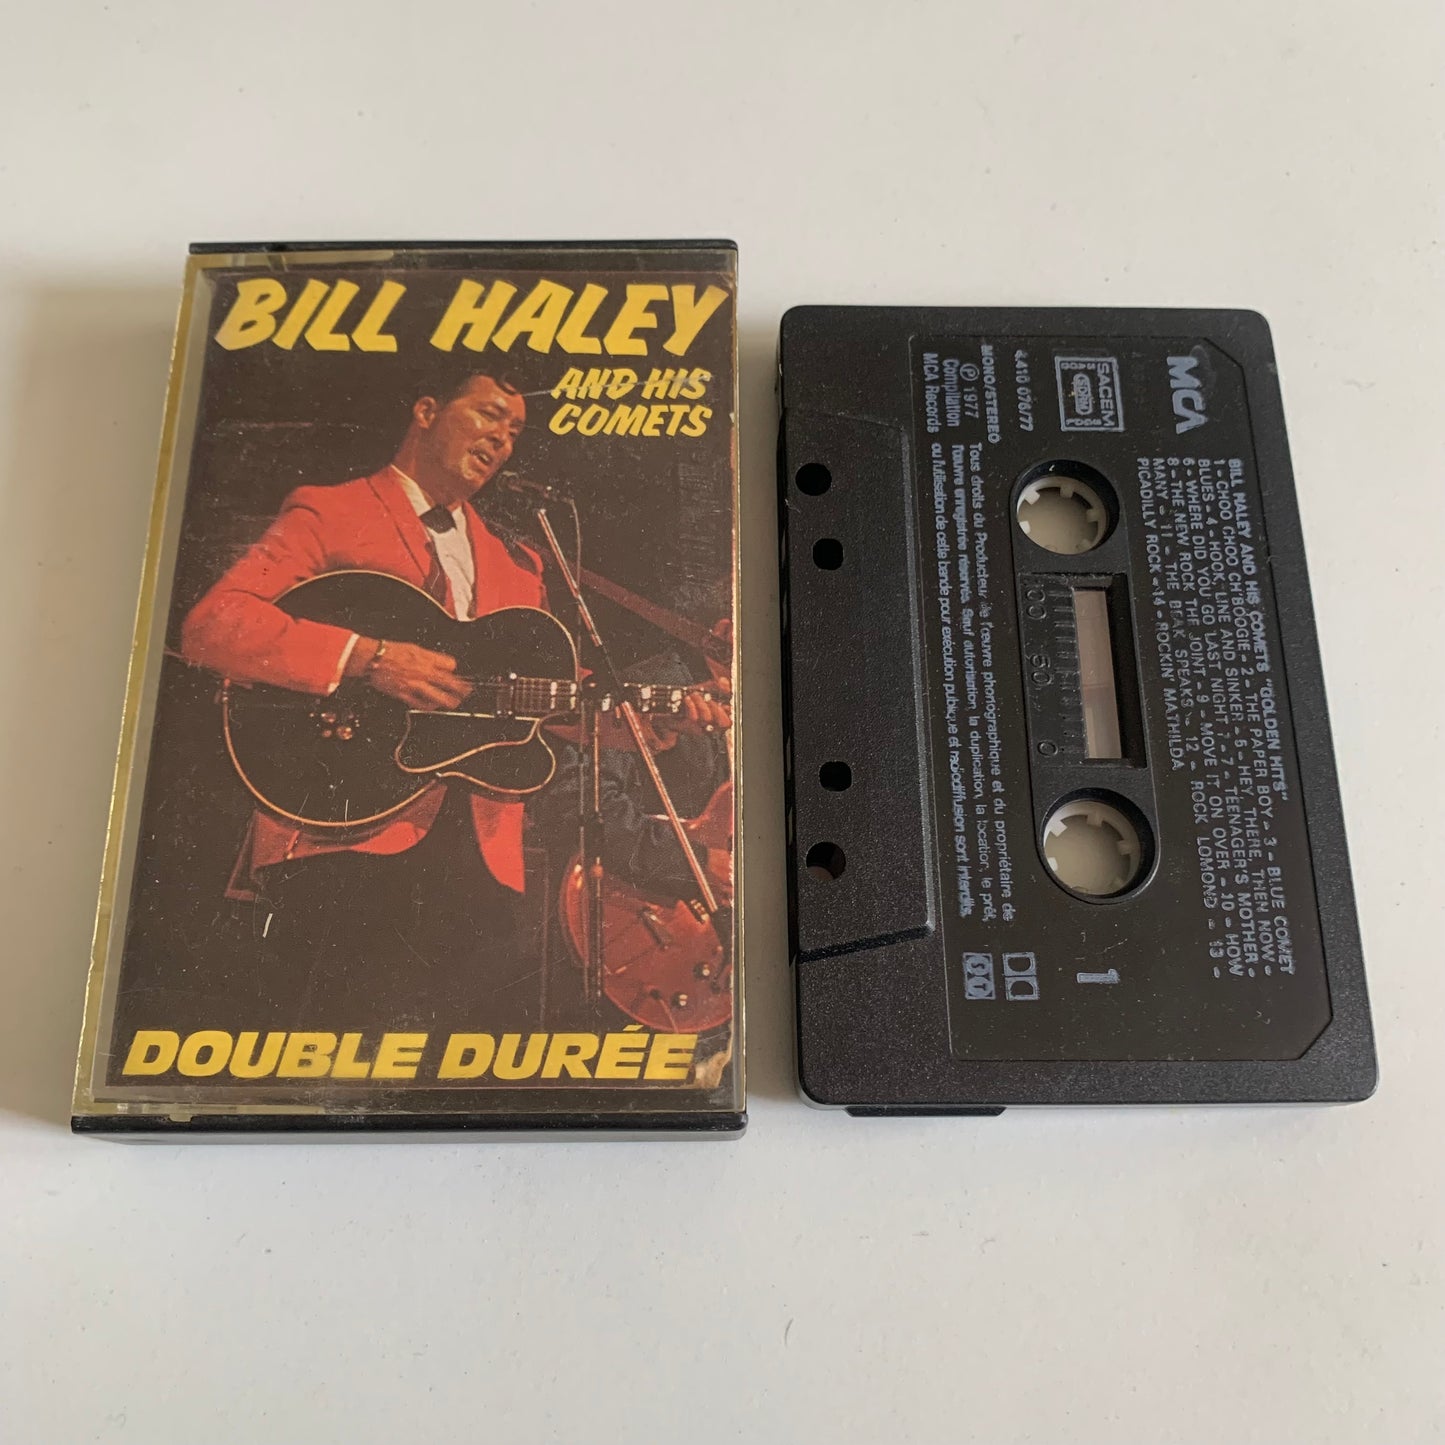 BILL HALEY
AND HIS
COMETS
DOUBLE DURÉE
MCA
BILL HALEY AND HIS COMETS "GOLDEN HITS"
1 - CHOO CHOO CH'BOOGIE - 2 - THE PAPER BOY - 3 - BLUE COMET
BLUES - 4 - HOOK, LINE AND SINKER - 5 - HEY, THERE, THEN NOW -
6 - WHERE DID YOU GO LAST NIGHT - 7 - TEENAGER'S MOTHER -
8 - THE NEW ROCK THE JOINT - 9 - MOVE IT ON OVER - 10 - HOW
MANY - 11 - THE BEAK SPEAKS - 12 - ROCK LOMOND - 13 -
PICADILLY ROCK - 14 - ROCKIN' MATHILDA
SACEM
4.410 076/77
MONO/STEREO
℗ 1977
Compilation
MCA Records
100 50 0
Tous droits du Producteur de l'œuvre phonographique et du propriétaire de
l'œuvre enregistrée réservés. Sauf autorisation, la duplication, la location, le prêt,
ou l'utilisation de cette bande pour exécution publique et radiodiffusion sont interdits.
1